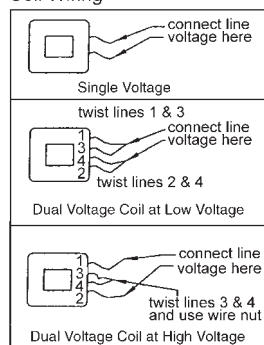 connect line
voltage here
Single Voltage
twist lines 1 & 3
connect line
voltage here
1
3
4
2
twist lines 2 & 4
Dual Voltage Coil at Low Voltage
connect line
voltage here
1
3
4
2
twist lines 3 & 4
and use wire nut
Dual Voltage Coil at High Voltage